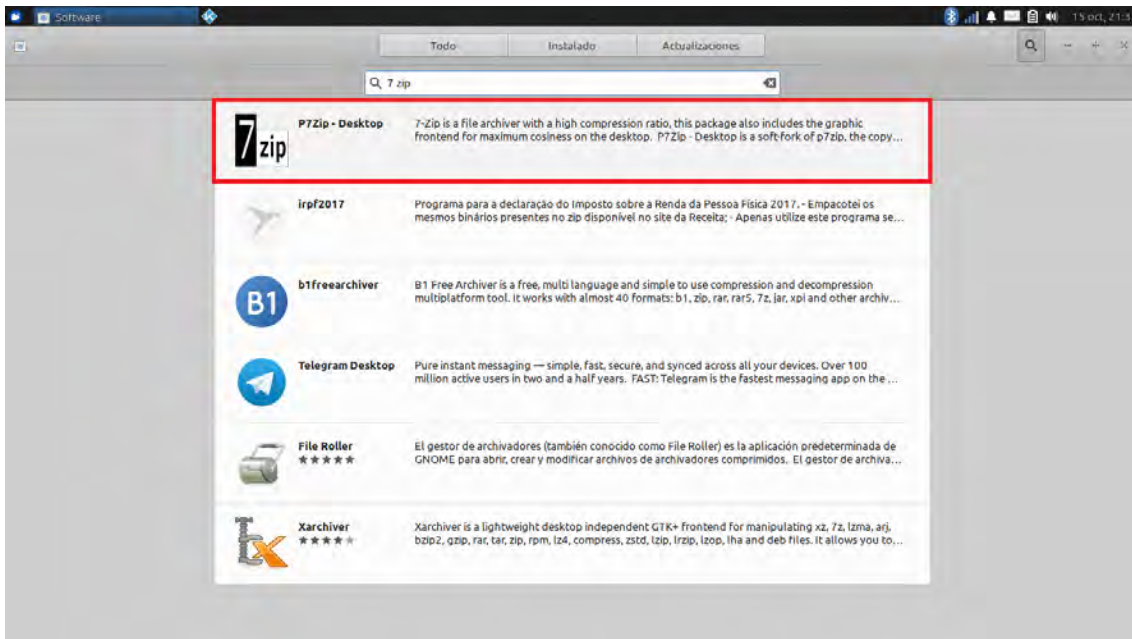 Software
15 oct, 21:3
Todo
Instalado
Actualizaciones
7 zip
7 zip
P7Zip - Desktop
7-Zip is a file archiver with a high compression ratio, this package also includes the graphic
frontend for maximum cosiness on the desktop. P7Zip - Desktop is a soft-fork of p7zip, the copy...
irpf2017
Programa para a declaração do Imposto sobre a Renda da Pessoa Física 2017. - Empacotei os
mesmos binários presentes no zip disponível no site da Receita; - Apenas utilize este programa se...
B1
b1freearchiver
B1 Free Archiver is a free, multi language and simple to use compression and decompression
multiplatform tool. It works with almost 40 formats: b1, zip, rar, rar5, 7z, jar, xpi and other archiv...
Telegram Desktop
Pure instant messaging — simple, fast, secure, and synced across all your devices. Over 100
million active users in two and a half years. FAST: Telegram is the fastest messaging app on the ...
File Roller
El gestor de archivadores (también conocido como File Roller) es la aplicación predeterminada de
GNOME para abrir, crear y modificar archivos de archivadores comprimidos. El gestor de archiva...
Xarchiver
Xarchiver is a lightweight desktop independent GTK+ frontend for manipulating xz, 7z, lzma, arj,
bzip2, gzip, rar, tar, zip, rpm, lz4, compress, zstd, lzip, lrzip, lzop, lha and deb files. It allows you to...